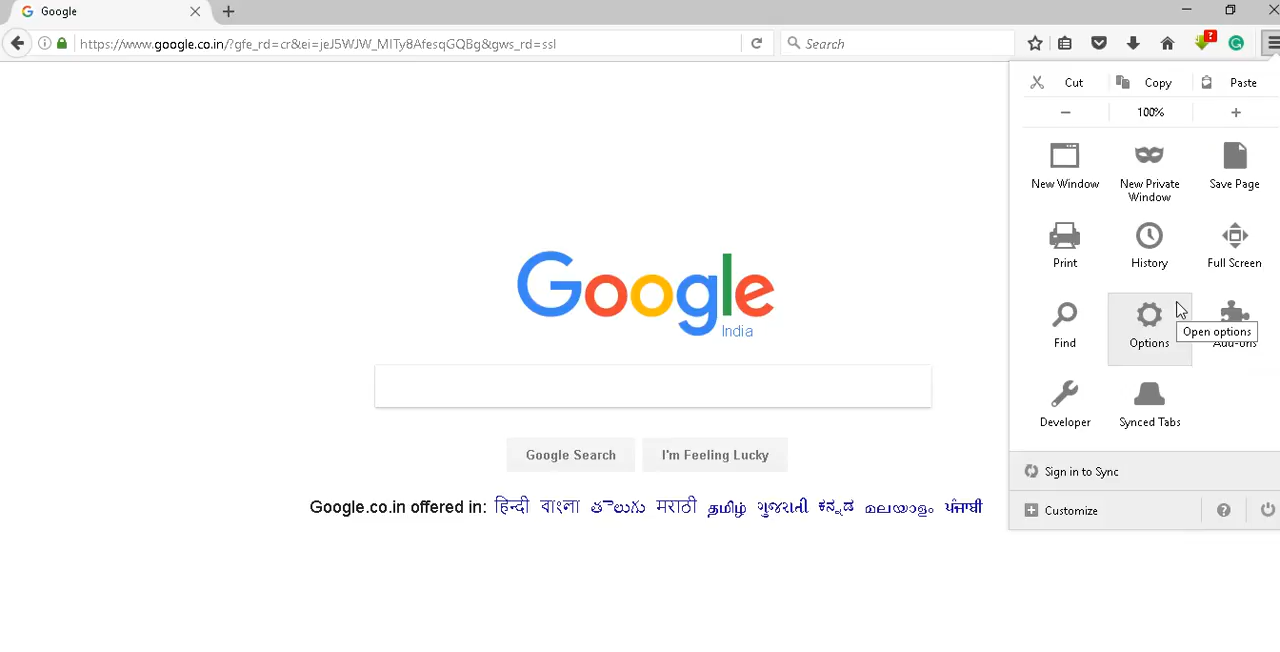 Google
https://www.google.co.in/?gfe_rd=cr&ei=jeJ5WJW_MITy8AfesqGQBg&gws_rd=ssl
Search
?
Cut
Copy
Paste
100%
New Window
New Private
Window
Save Page
Print
History
Full Screen
Find
Options
Open options
Add-ons
Developer
Synced Tabs
Sign in to Sync
Customize
Google
India
Google Search
I'm Feeling Lucky
Google.co.in offered in: हिन्दी বাংলা తెలుగు मराठी தமிழ் ગુજરાતી ಕನ್ನಡ മലയാളം ਪੰਜਾਬੀ